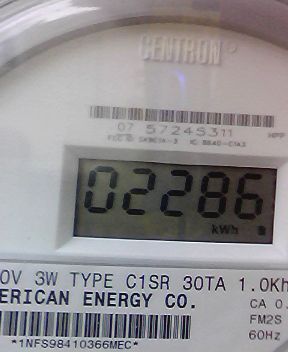 CENTRON®
07 57245311
HPP
02286
kWh
0V 3W TYPE C1SR 30TA 1.0Kh
ERICAN ENERGY CO.
CA 0.
FM2S
60Hz
*1NFS98410366MEC*